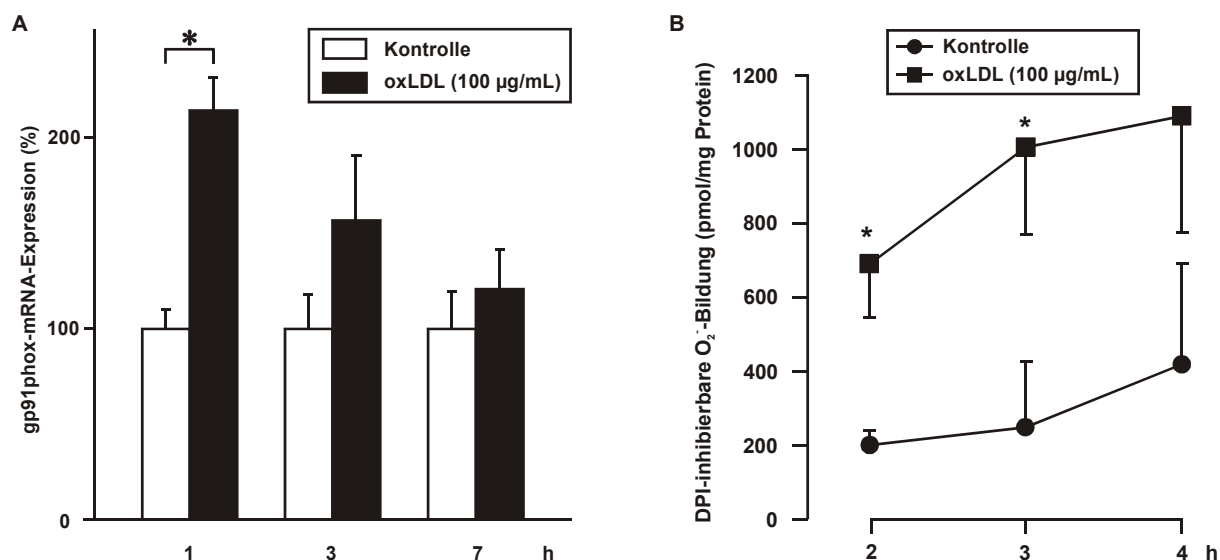 A
gp91phox-mRNA-Expression (%)
200
100
0
*
Kontrolle
oxLDL (100 µg/mL)
1 3 7 h
B
DPI-inhibierbare O₂⁻-Bildung (pmol/mg Protein)
Kontrolle
oxLDL (100 µg/mL)
1200
1000
800
600
400
200
0
*
*
2 3 4 h